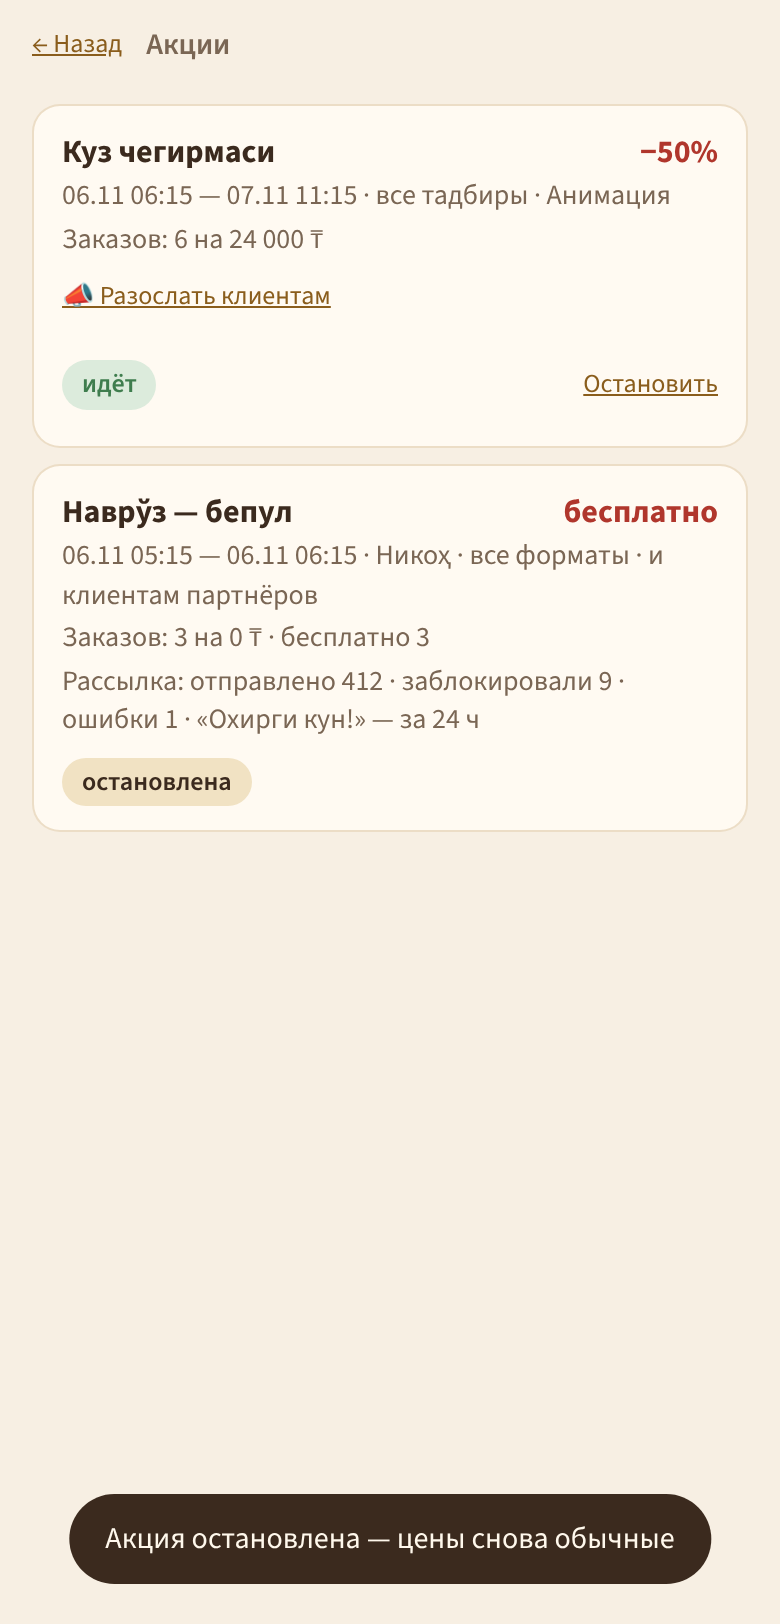 ← Назад Акции
Куз чегирмаси −50%
06.11 06:15 — 07.11 11:15 · все тадбиры · Анимация
Заказов: 6 на 24 000 ₸
📣 Разослать клиентам
идёт Остановить
Наврўз — бепул бесплатно
06.11 05:15 — 06.11 06:15 · Никоҳ · все форматы · и
клиентам партнёров
Заказов: 3 на 0 ₸ · бесплатно 3
Рассылка: отправлено 412 · заблокировали 9 ·
ошибки 1 · «Охирги кун!» — за 24 ч
остановлена
Акция остановлена — цены снова обычные